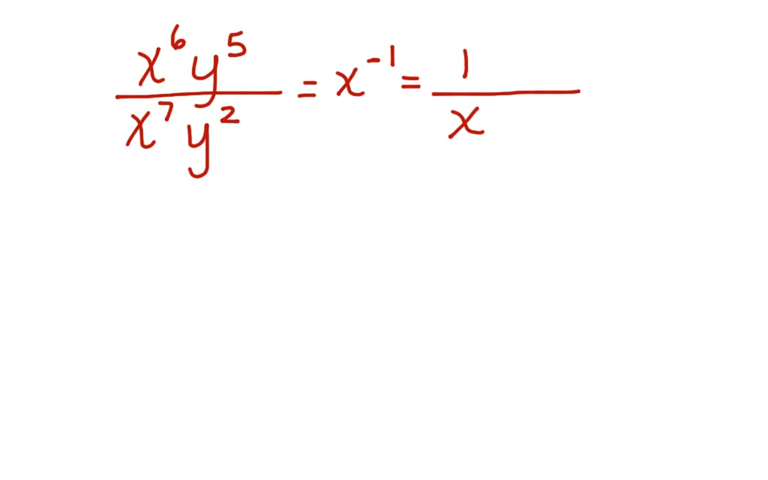 x⁶y⁵/x⁷y² = x⁻¹ = 1/x